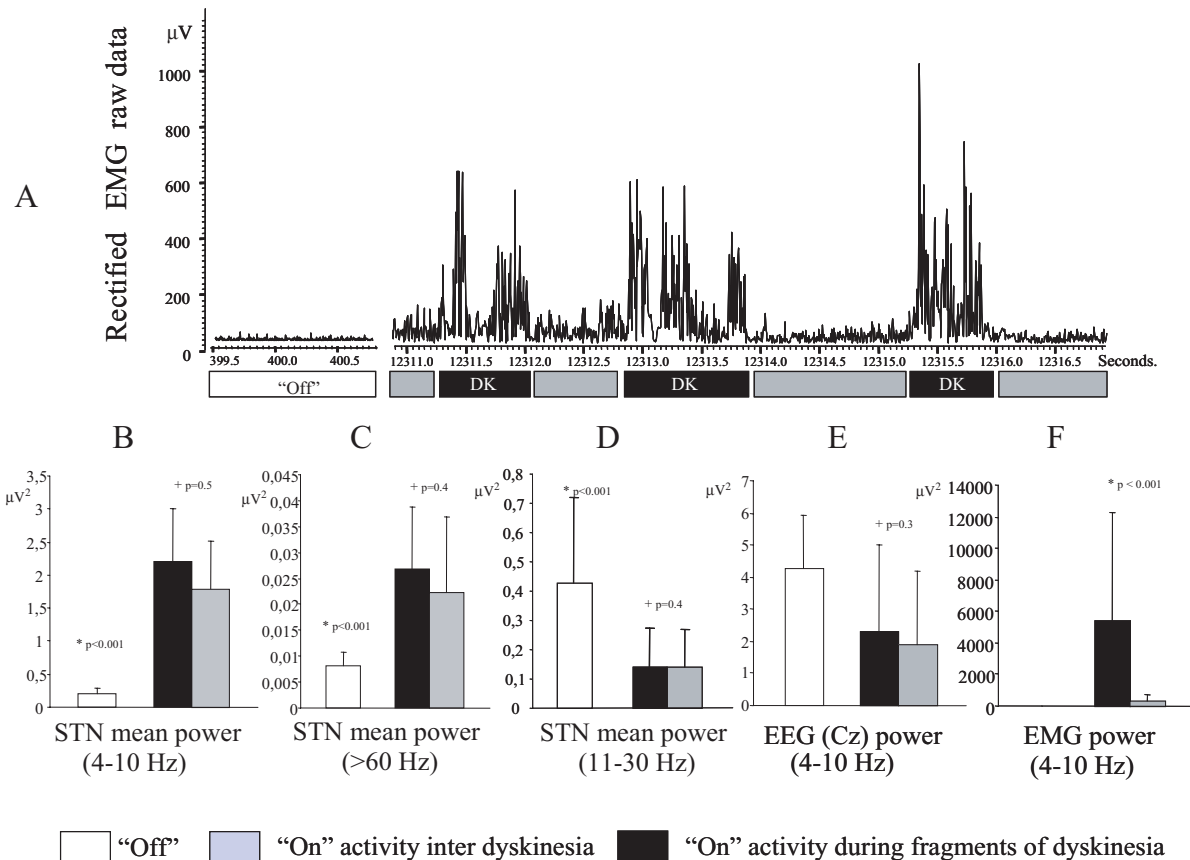 A
Rectified EMG raw data
µV
1000
800
600
400
200
0
399.5 400.0 400.5 12311.0 12311.5 12312.0 12312.5 12313.0 12313.5 12314.0 12314.5 12315.0 12315.5 12316.0 12316.5 Seconds.
“Off” DK DK DK
B
µV²
3,5
3
2,5
2
1,5
1
0,5
0
+ p=0.5
* p<0.001
STN mean power
(4-10 Hz)
C
µV²
0,045
0,04
0,035
0,03
0,025
0,02
0,015
0,01
0,005
0
+ p=0.4
* p<0.001
STN mean power
(>60 Hz)
D
µV²
0,8
0,7
0,6
0,5
0,4
0,3
0,2
0,1
0
* p<0.001
+ p=0.4
STN mean power
(11-30 Hz)
E
µV²
7
6
5
4
3
2
1
0
+ p=0.3
EEG (Cz) power
(4-10 Hz)
F
µV²
14000
12000
10000
8000
6000
4000
2000
0
* p < 0.001
EMG power
(4-10 Hz)
“Off” “On” activity inter dyskinesia “On” activity during fragments of dyskinesia